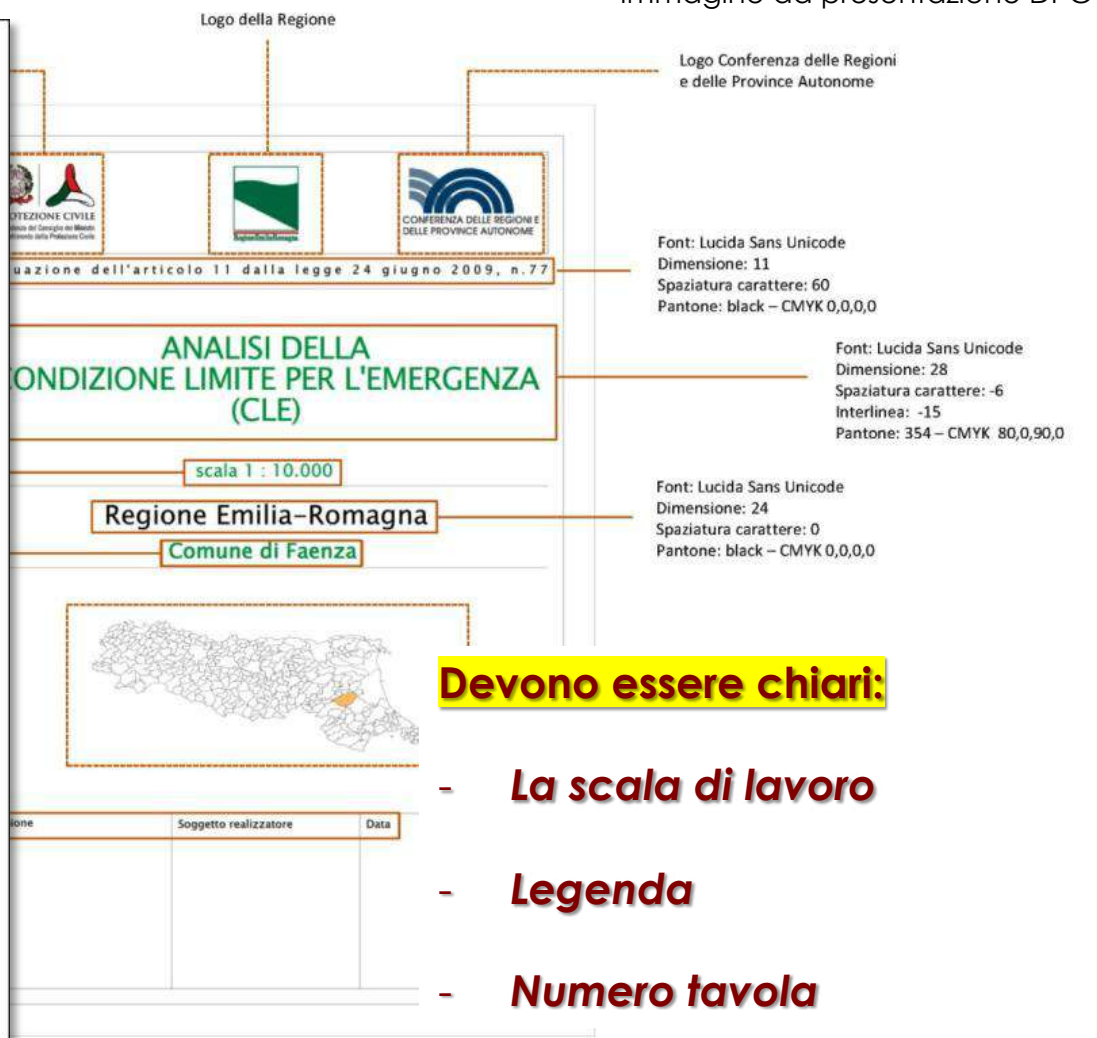 Logo della Regione
Logo Conferenza delle Regioni
e delle Province Autonome
PROTEZIONE CIVILE
RegioneEmiliaRomagna
CONFERENZA DELLE REGIONI E
DELLE PROVINCE AUTONOME
uazione dell'articolo 11 dalla legge 24 giugno 2009, n.77
Font: Lucida Sans Unicode
Dimensione: 11
Spaziatura carattere: 60
Pantone: black – CMYK 0,0,0,0
ANALISI DELLA
ONDIZIONE LIMITE PER L'EMERGENZA
(CLE)
Font: Lucida Sans Unicode
Dimensione: 28
Spaziatura carattere: -6
Interlinea: -15
Pantone: 354 – CMYK 80,0,90,0
scala 1 : 10.000
Regione Emilia-Romagna
Comune di Faenza
Font: Lucida Sans Unicode
Dimensione: 24
Spaziatura carattere: 0
Pantone: black – CMYK 0,0,0,0
Devono essere chiari:
- La scala di lavoro
- Legenda
- Numero tavola
ione
Soggetto realizzatore
Data